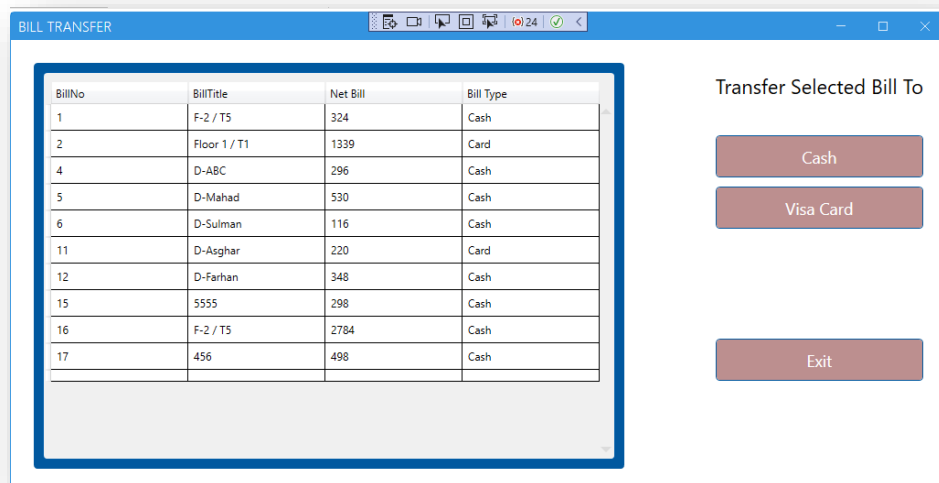 BILL TRANSFER
24
BillNo BillTitle Net Bill Bill Type
1 F-2 / T5 324 Cash
2 Floor 1 / T1 1339 Card
4 D-ABC 296 Cash
5 D-Mahad 530 Cash
6 D-Sulman 116 Cash
11 D-Asghar 220 Card
12 D-Farhan 348 Cash
15 5555 298 Cash
16 F-2 / T5 2784 Cash
17 456 498 Cash
Transfer Selected Bill To
Cash
Visa Card
Exit